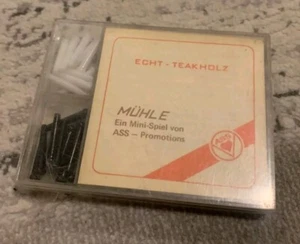 ECHT - TEAKHOLZ
MÜHLE
Ein Mini-Spiel von
ASS - Promotions